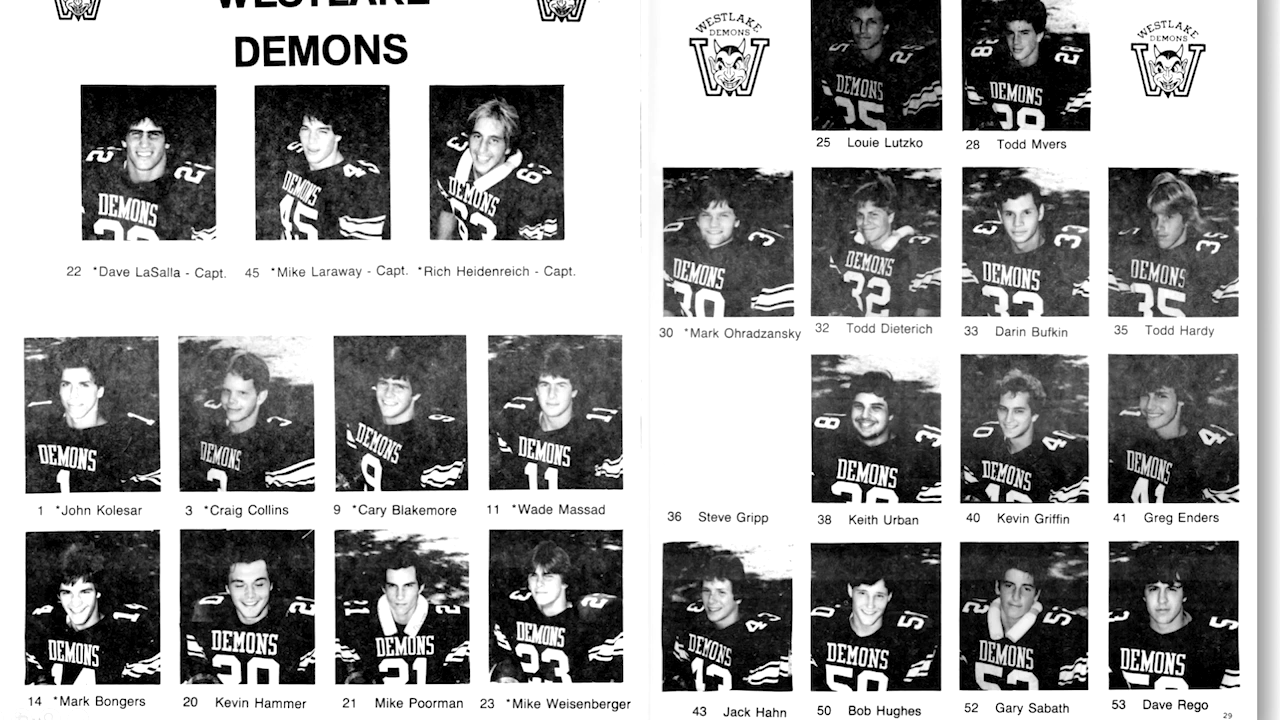 WESTLAKE
DEMONS
22 *Dave LaSalla - Capt.
45 *Mike Laraway - Capt.
*Rich Heidenreich - Capt.
1 *John Kolesar
3 *Craig Collins
9 *Cary Blakemore
11 *Wade Massad
14 *Mark Bongers
20 Kevin Hammer
21 Mike Poorman
23 *Mike Weisenberger
WESTLAKE
DEMONS
WESTLAKE
DEMONS
25 Louie Lutzko
28 Todd Myers
30 *Mark Ohradzansky
32 Todd Dieterich
33 Darin Bufkin
35 Todd Hardy
36 Steve Gripp
38 Keith Urban
40 Kevin Griffin
41 Greg Enders
43 Jack Hahn
50 Bob Hughes
52 Gary Sabath
53 Dave Rego
29